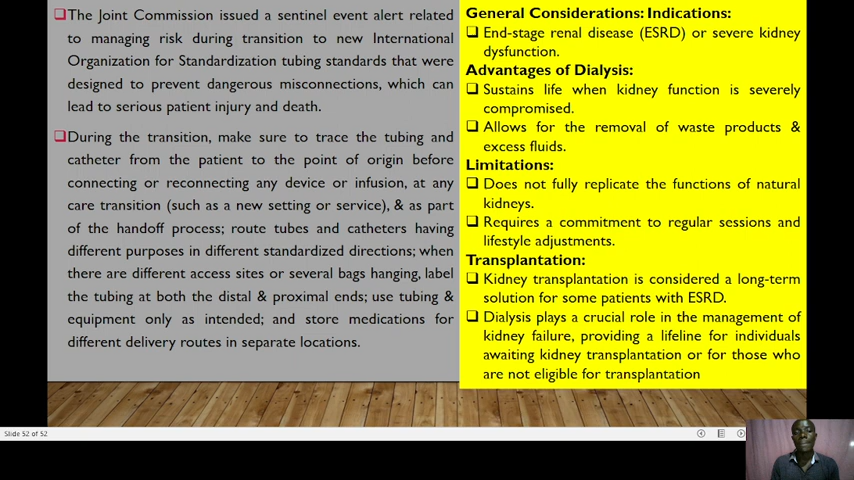 ❑The Joint Commission issued a sentinel event alert related
to managing risk during transition to new International
Organization for Standardization tubing standards that were
designed to prevent dangerous misconnections, which can
lead to serious patient injury and death.
❑During the transition, make sure to trace the tubing and
catheter from the patient to the point of origin before
connecting or reconnecting any device or infusion, at any
care transition (such as a new setting or service), & as part
of the handoff process; route tubes and catheters having
different purposes in different standardized directions; when
there are different access sites or several bags hanging, label
the tubing at both the distal & proximal ends; use tubing &
equipment only as intended; and store medications for
different delivery routes in separate locations.
General Considerations: Indications:
❑ End-stage renal disease (ESRD) or severe kidney
dysfunction.
Advantages of Dialysis:
❑ Sustains life when kidney function is severely
compromised.
❑ Allows for the removal of waste products &
excess fluids.
Limitations:
❑ Does not fully replicate the functions of natural
kidneys.
❑ Requires a commitment to regular sessions and
lifestyle adjustments.
Transplantation:
❑ Kidney transplantation is considered a long-term
solution for some patients with ESRD.
❑ Dialysis plays a crucial role in the management of
kidney failure, providing a lifeline for individuals
awaiting kidney transplantation or for those who
are not eligible for transplantation
Slide 52 of 52